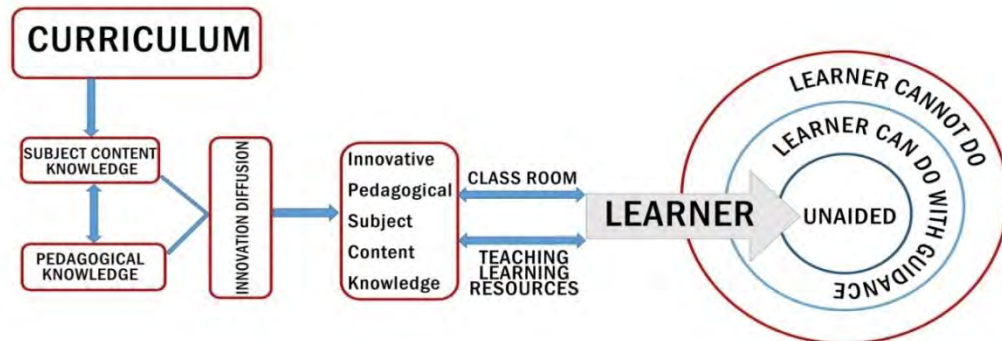 CURRICULUM
SUBJECT CONTENT
KNOWLEDGE
PEDAGOGICAL
KNOWLEDGE
INNOVATION DIFFUSION
Innovative
Pedagogical
Subject
Content
Knowledge
CLASS ROOM
TEACHING
LEARNING
RESOURCES
LEARNER
LEARNER CANNOT DO
LEARNER CAN DO WITH GUIDANCE
UNAIDED